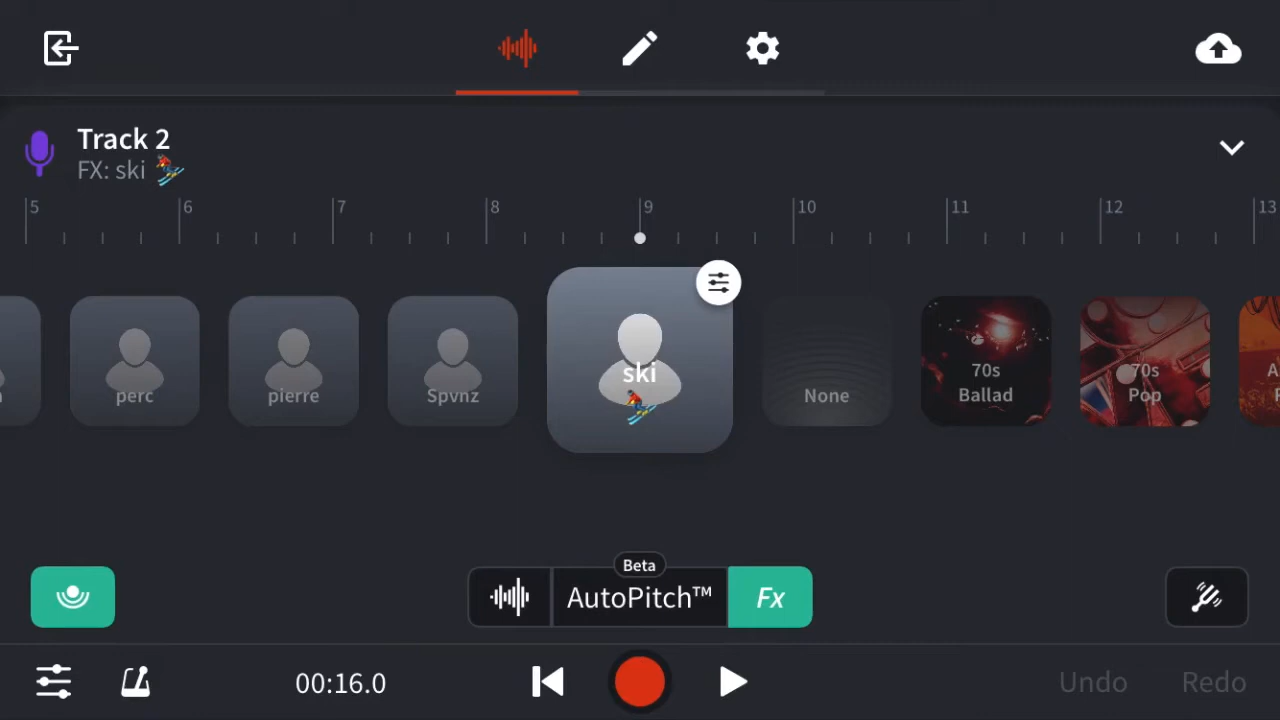 Track 2
FX: ski ⛷️
5 6 7 8 9 10 11 12 13
perc
pierre
Spvnz
ski
⛷️
None
70s
Ballad
70s
Pop
Beta
AutoPitch™
Fx
00:16.0
Undo
Redo